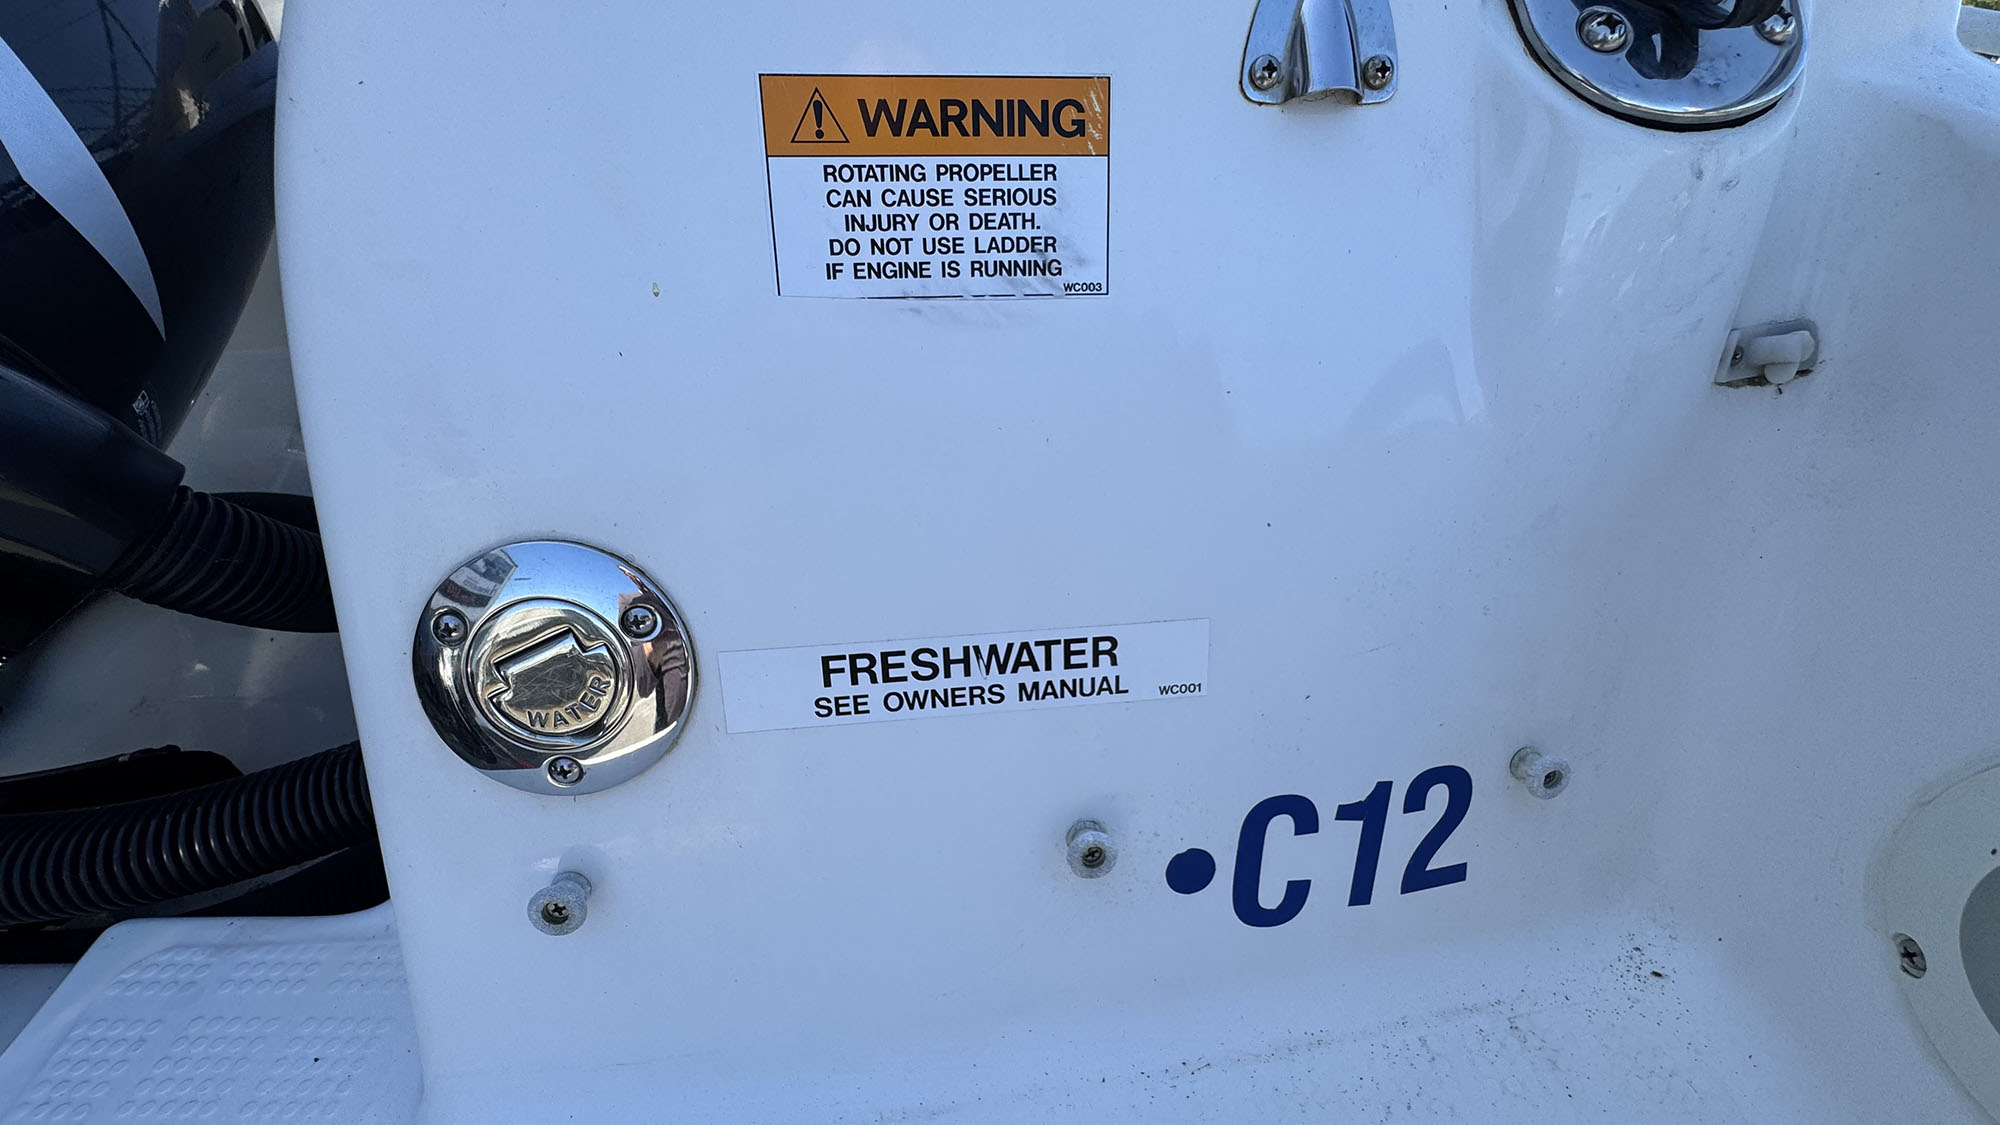 WARNING
ROTATING PROPELLER
CAN CAUSE SERIOUS
INJURY OR DEATH.
DO NOT USE LADDER
IF ENGINE IS RUNNING
WC003
WATER
FRESHWATER
SEE OWNERS MANUAL WC001
•C12